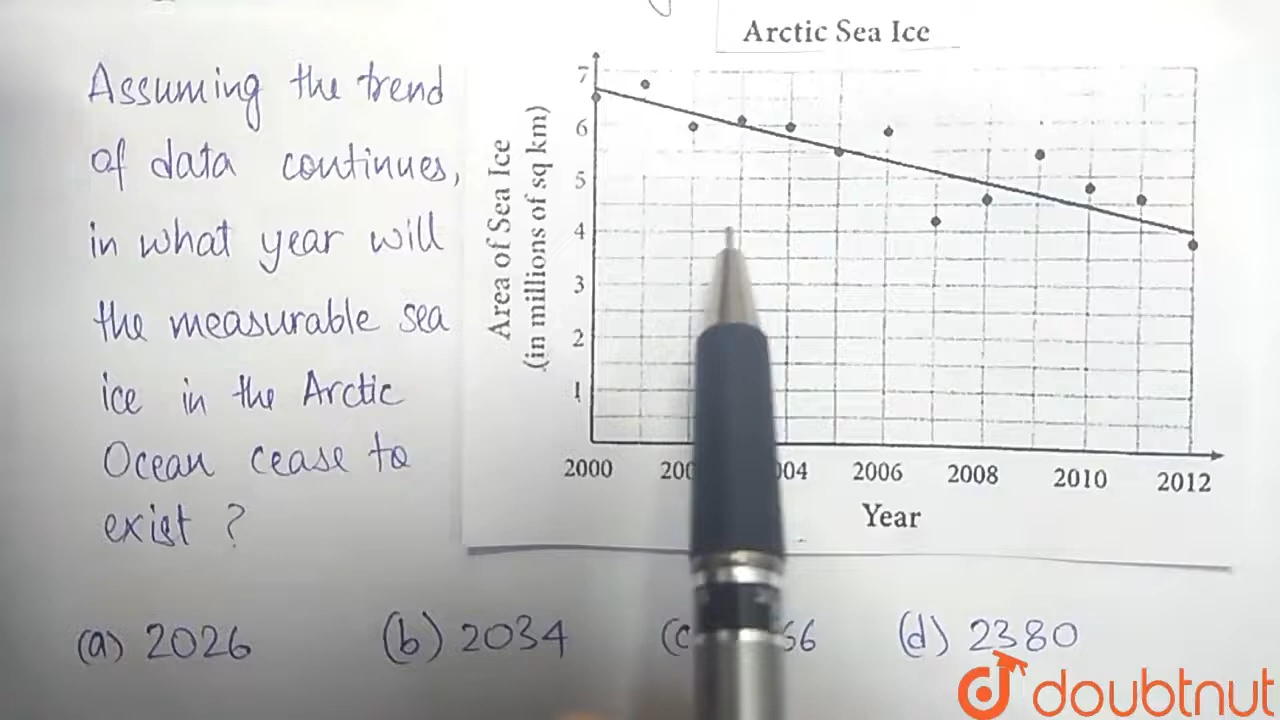 Arctic Sea Ice
Assuming the trend
of data continues,
in what year will
the measurable sea
ice in the Arctic
Ocean cease to
exist ?
Area of Sea Ice
(in millions of sq km)
7
6
5
4
3
2
1
2000 2006 2008 2010 2012
Year
(a) 2026 (b) 2034 (d) 2380
doubtnut